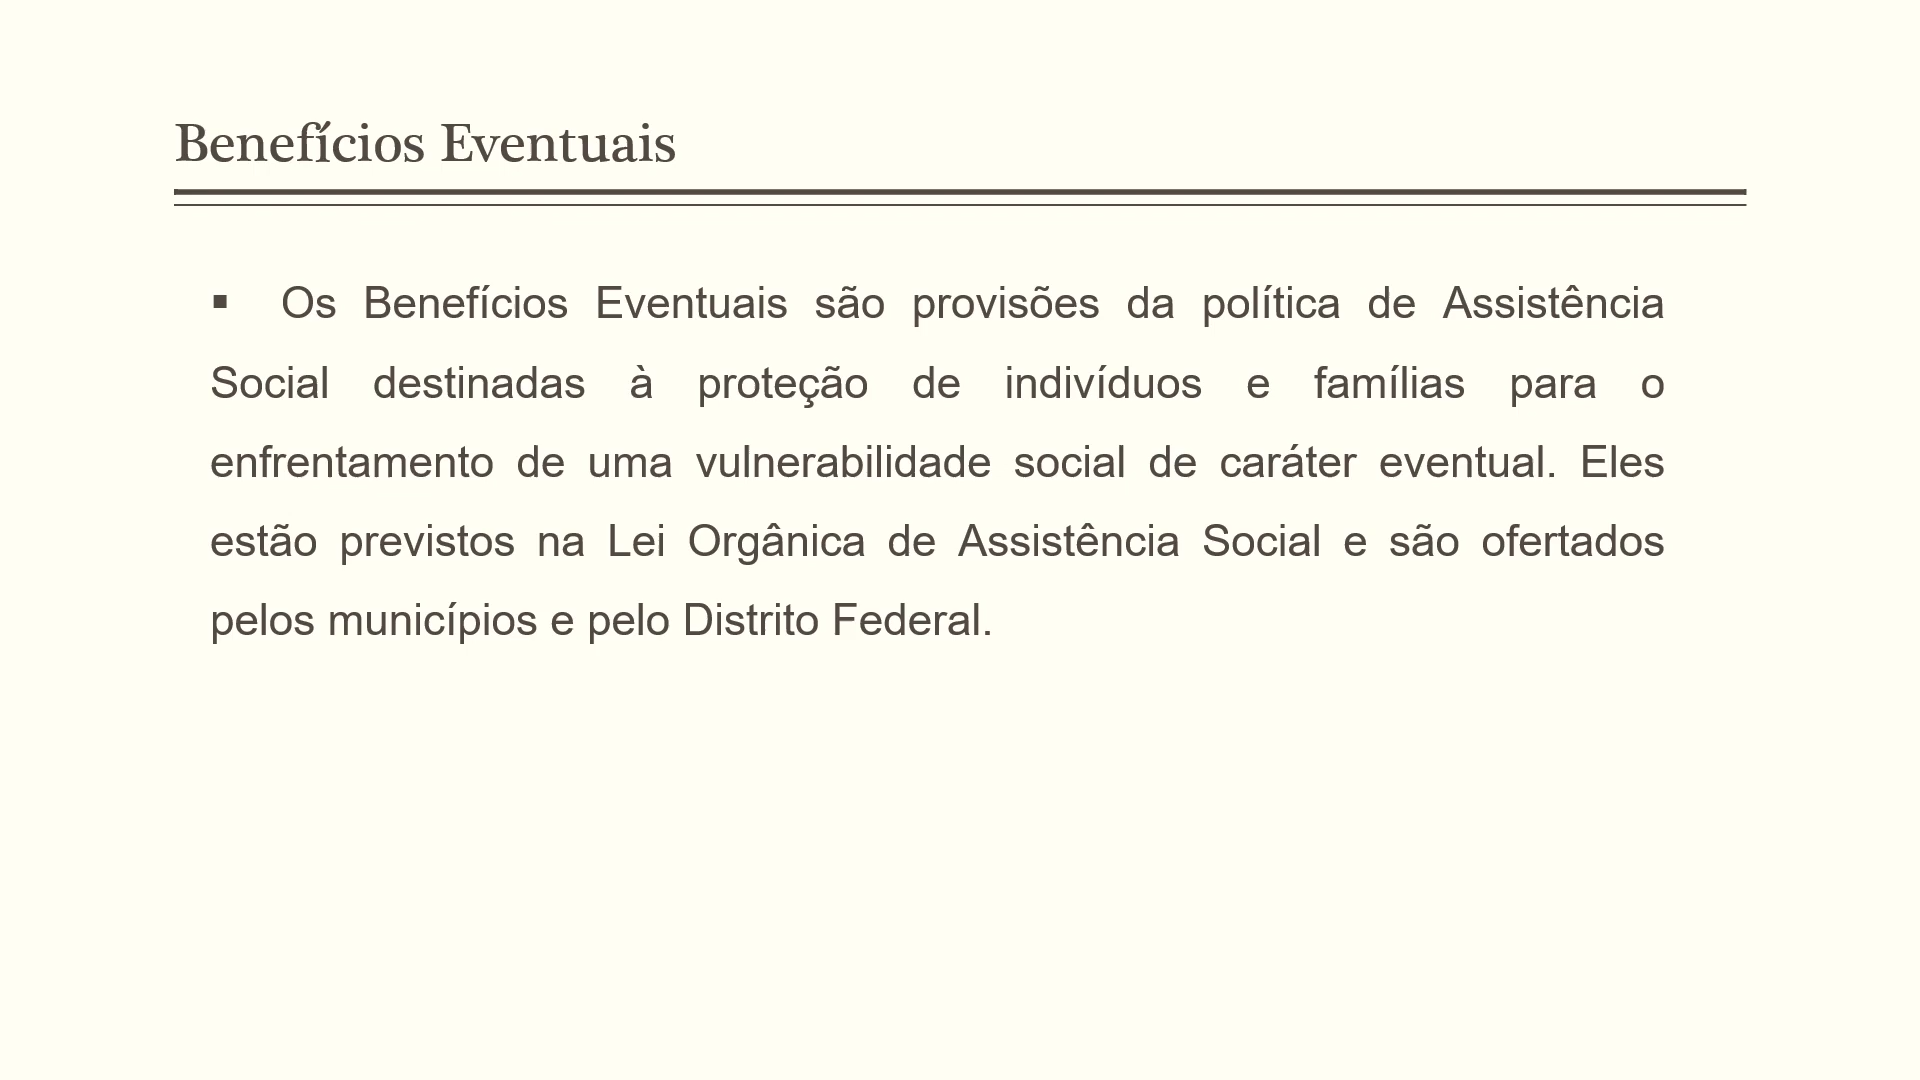 Benefícios Eventuais
▪ Os Benefícios Eventuais são provisões da política de Assistência
Social destinadas à proteção de indivíduos e famílias para o
enfrentamento de uma vulnerabilidade social de caráter eventual. Eles
estão previstos na Lei Orgânica de Assistência Social e são ofertados
pelos municípios e pelo Distrito Federal.